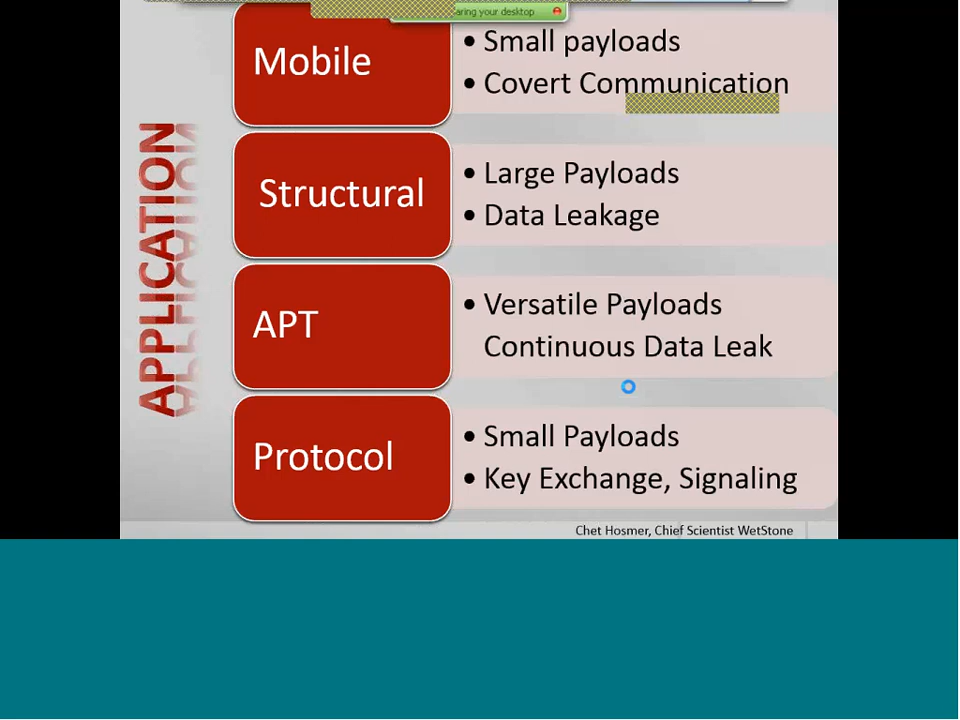 aring your desktop
APPLICATION
Mobile
• Small payloads
• Covert Communication
Structural
• Large Payloads
• Data Leakage
APT
• Versatile Payloads
Continuous Data Leak
Protocol
• Small Payloads
• Key Exchange, Signaling
Chet Hosmer, Chief Scientist WetStone